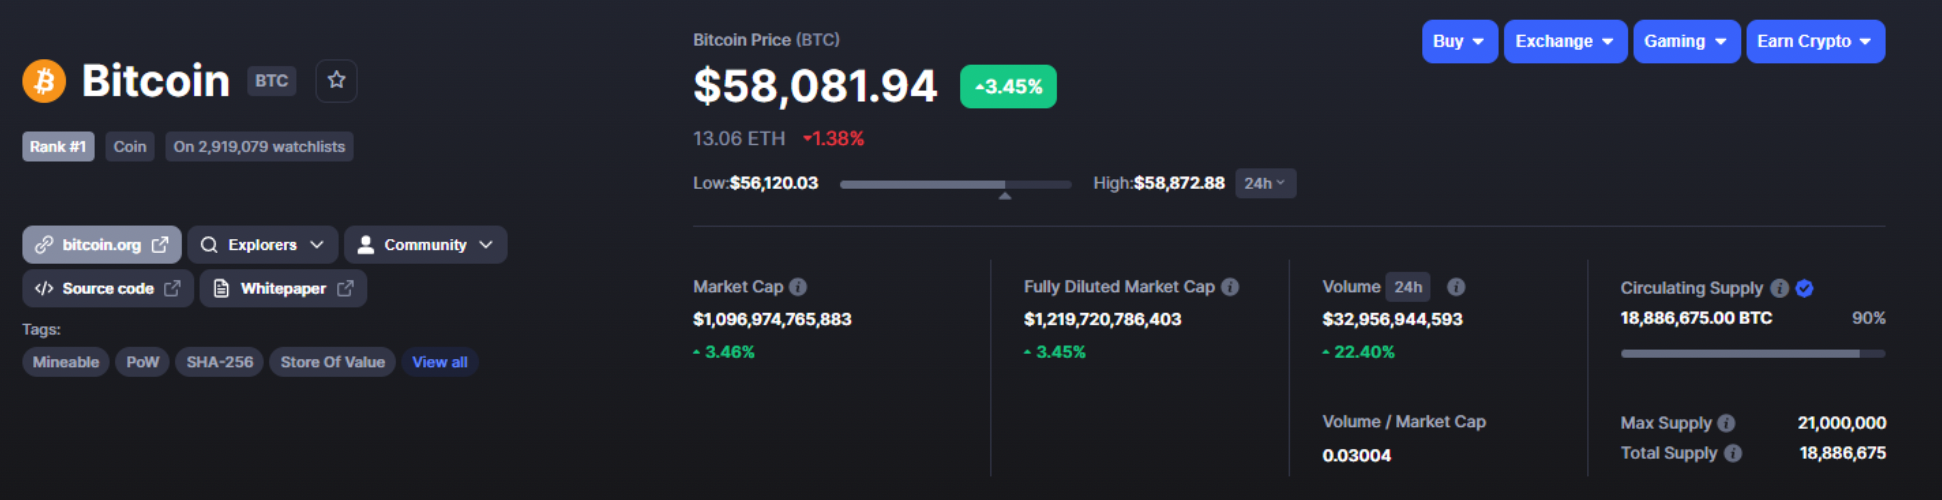 Bitcoin BTC
Rank #1 Coin On 2,919,079 watchlists
bitcoin.org Explorers Community
Source code Whitepaper
Tags:
Mineable PoW SHA-256 Store Of Value View all
Bitcoin Price (BTC)
$58,081.94 3.45%
13.06 ETH 1.38%
Low:$56,120.03 High:$58,872.88 24h
Buy Exchange Gaming Earn Crypto
Market Cap
$1,096,974,765,883
3.46%
Fully Diluted Market Cap
$1,219,720,786,403
3.45%
Volume 24h
$32,956,944,593
22.40%
Volume / Market Cap
0.03004
Circulating Supply
18,886,675.00 BTC 90%
Max Supply 21,000,000
Total Supply 18,886,675